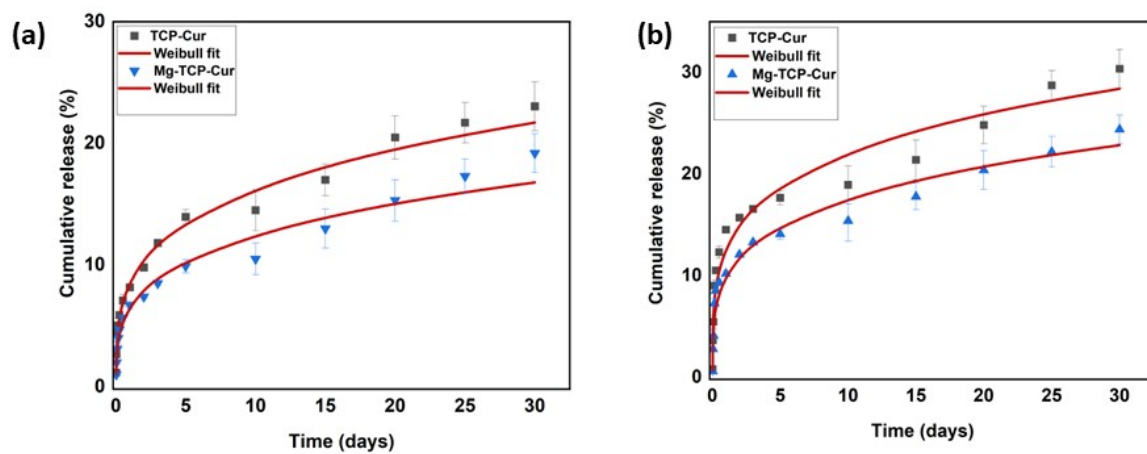 (a)
TCP-Cur
Weibull fit
Mg-TCP-Cur
Weibull fit
Cumulative release (%)
30
20
10
0
0 5 10 15 20 25 30
Time (days)
(b)
TCP-Cur
Weibull fit
Mg-TCP-Cur
Weibull fit
Cumulative release (%)
30
20
10
0
0 5 10 15 20 25 30
Time (days)